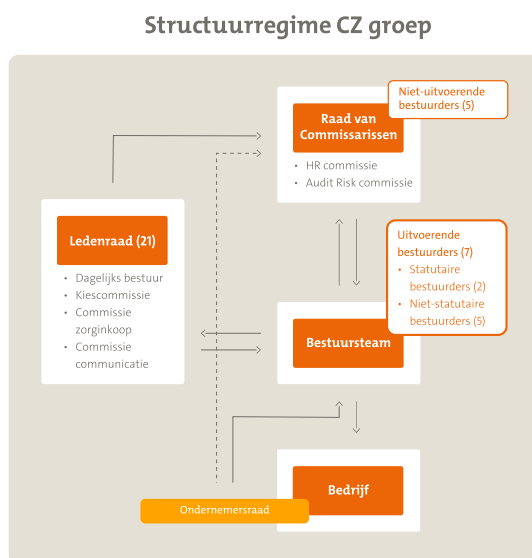 Structuurregime CZ groep
Niet-uitvoerende
bestuurders (5)
Raad van
Commissarissen
• HR commissie
• Audit Risk commissie
Ledenraad (21)
• Dagelijks bestuur
• Kiescommissie
• Commissie
zorginkoop
• Commissie
communicatie
Uitvoerende
bestuurders (7)
• Statutaire
bestuurders (2)
• Niet-statutaire
bestuurders (5)
Bestuursteam
Bedrijf
Ondernemersraad